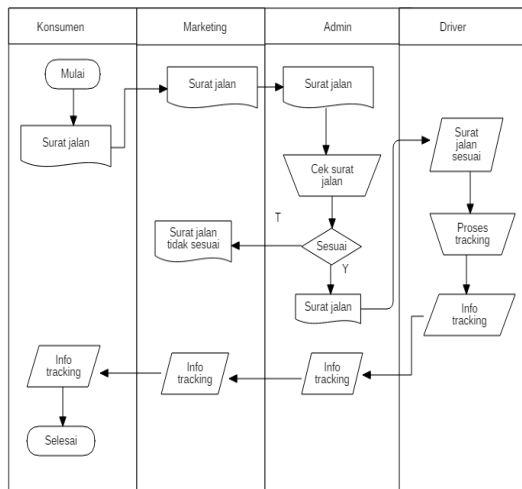 Konsumen
Marketing
Admin
Driver
Mulai
Surat jalan
Surat jalan
Surat jalan
Surat
jalan
sesuai
Cek surat
jalan
T
Surat jalan
tidak sesuai
Sesuai
Y
Surat jalan
Proses
tracking
Info
tracking
Info
tracking
Info
tracking
Info
tracking
Selesai